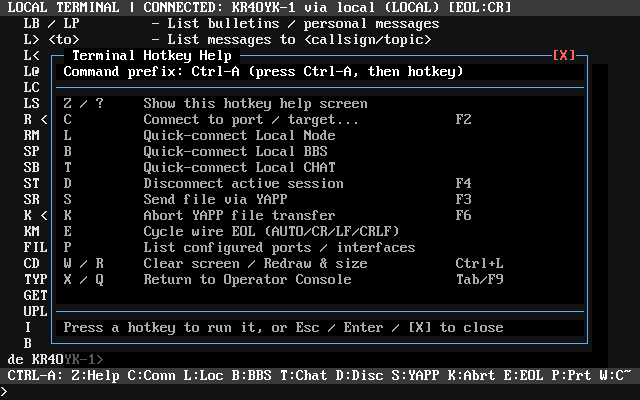 LOCAL TERMINAL | CONNECTED: KR4OYK-1 via local (LOCAL) [EOL:CR]
LB / LP - List bulletins / personal messages
L> <to> - List messages to <callsign/topic>
L<
Terminal Hotkey Help [X]
L@ Command prefix: Ctrl-A (press Ctrl-A, then hotkey)
LC
LS Z / ? Show this hotkey help screen
R < C Connect to port / target... F2
RM L Quick-connect Local Node
SP B Quick-connect Local BBS
SB T Quick-connect Local CHAT
ST D Disconnect active session F4
SR S Send file via YAPP F3
K < K Abort YAPP file transfer F6
KM E Cycle wire EOL (AUTO/CR/LF/CRLF)
FIL P List configured ports / interfaces
CD W / R Clear screen / Redraw & size Ctrl+L
TYP X / Q Return to Operator Console Tab/F9
GET
UPL
I Press a hotkey to run it, or Esc / Enter / [X] to close
B
de KR4OYK-1>
CTRL-A: Z:Help C:Conn L:Loc B:BBS T:Chat D:Disc S:YAPP K:Abrt E:EOL P:Prt W:C~
>